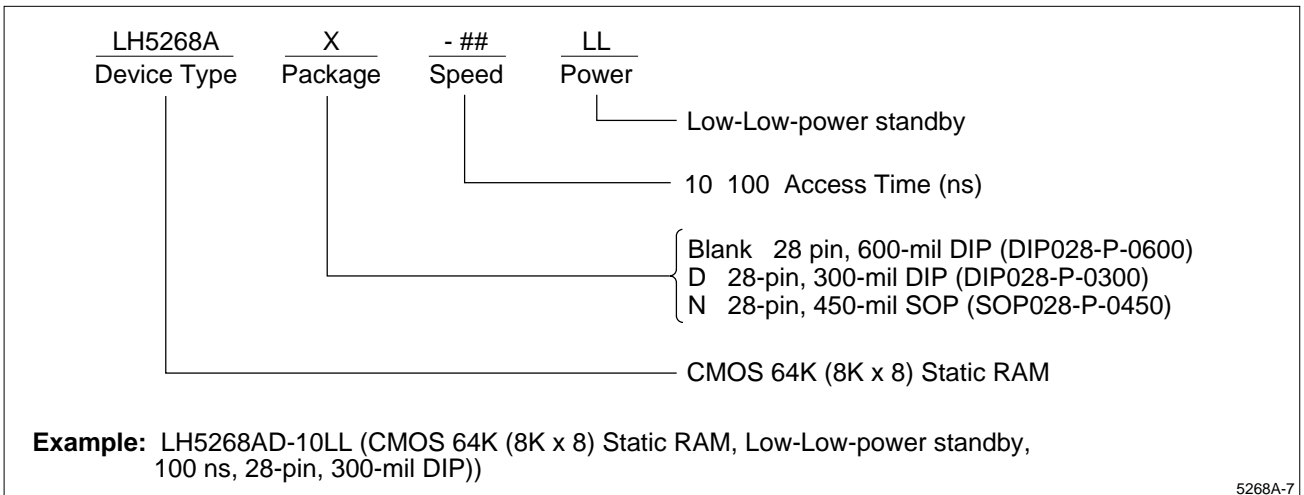 LH5268A X - ## LL
Device Type Package Speed Power
Low-Low-power standby
10 100 Access Time (ns)
Blank 28 pin, 600-mil DIP (DIP028-P-0600)
D 28-pin, 300-mil DIP (DIP028-P-0300)
N 28-pin, 450-mil SOP (SOP028-P-0450)
CMOS 64K (8K x 8) Static RAM
Example: LH5268AD-10LL (CMOS 64K (8K x 8) Static RAM, Low-Low-power standby,
100 ns, 28-pin, 300-mil DIP))
5268A-7